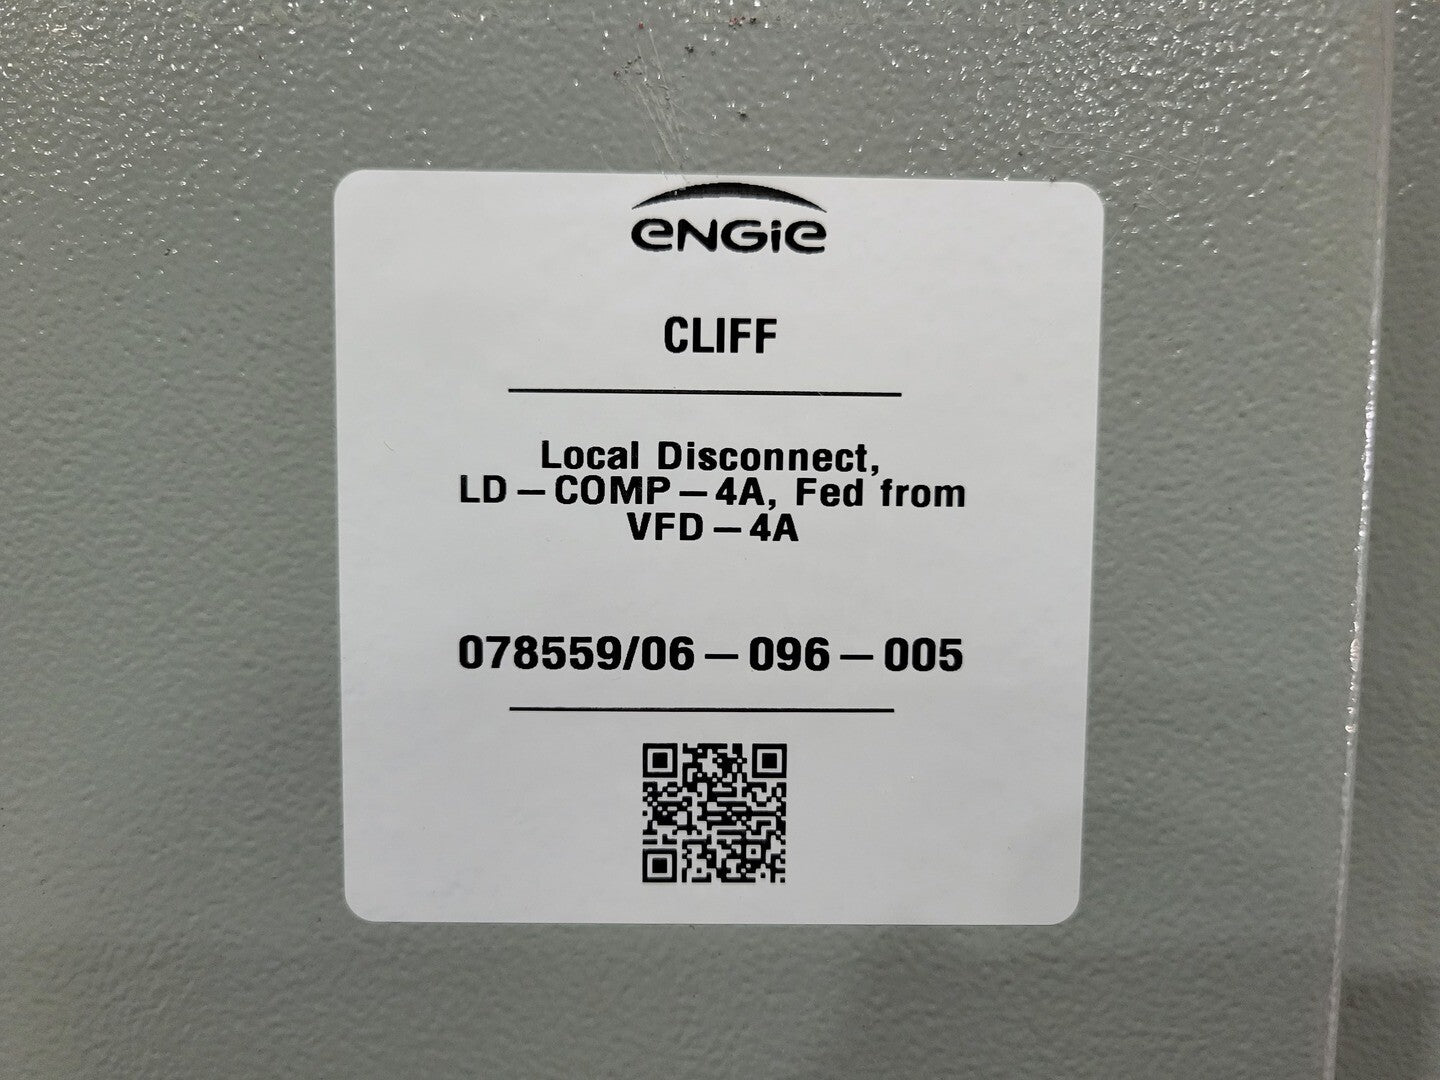 ENGIE
CLIFF
Local Disconnect,
LD-COMP-4A, Fed from
VFD-4A
078559/06-096-005